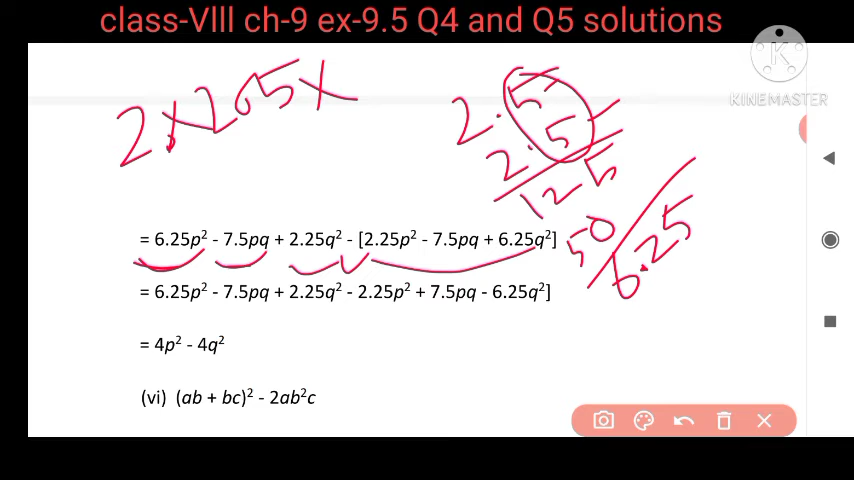 class-VIII ch-9 ex-9.5 Q4 and Q5 solutions
KINEMASTER
2x2.5x
2.5
2.5
125
50
6.25
= 6.25p² - 7.5pq + 2.25q² - [2.25p² - 7.5pq + 6.25q²]
= 6.25p² - 7.5pq + 2.25q² - 2.25p² + 7.5pq - 6.25q²]
= 4p² - 4q²
(vi) (ab + bc)² - 2ab²c